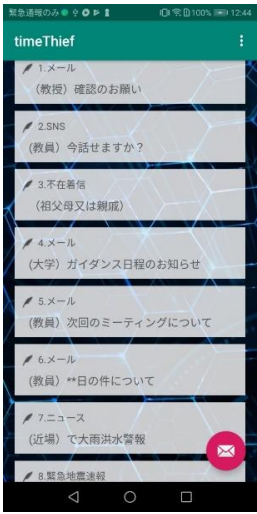 緊急通報のみ 100% 12:44
timeThief
1.メール
（教授）確認のお願い
2.SNS
(教員）今話せますか？
3.不在着信
（祖父母又は親戚）
4.メール
(大学）ガイダンス日程のお知らせ
5.メール
(教員）次回のミーティングについて
6.メール
(教員）**日の件について
7.ニュース
(近場）で大雨洪水警報
8.緊急地震速報